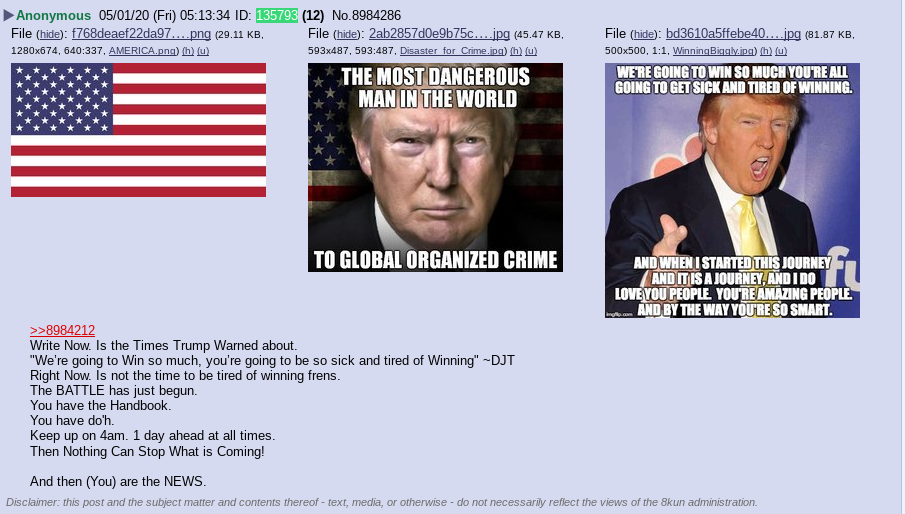 ▶Anonymous 05/01/20 (Fri) 05:13:34 ID: 135793 (12) No.8984286
File (hide): f768deaef22da97….png (29.11 KB, 1280x674, 640:337, AMERICA.png) (h) (u)
File (hide): 2ab2857d0e9b75c….jpg (45.47 KB, 593x487, 593:487, Disaster_for_Crime.jpg) (h) (u)
File (hide): bd3610a5ffebe40….jpg (81.87 KB, 500x500, 1:1, WinningBiggly.jpg) (h) (u)
THE MOST DANGEROUS
MAN IN THE WORLD
TO GLOBAL ORGANIZED CRIME
WE'RE GOING TO WIN SO MUCH YOU'RE ALL
GOING TO GET SICK AND TIRED OF WINNING.
AND WHEN I STARTED THIS JOURNEY
AND IT IS A JOURNEY, AND I DO
LOVE YOU PEOPLE. YOU'RE AMAZING PEOPLE.
AND BY THE WAY YOU'RE SO SMART.
imgflip.com
>>8984212
Write Now. Is the Times Trump Warned about.
"We're going to Win so much, you're going to be so sick and tired of Winning" ~DJT
Right Now. Is not the time to be tired of winning frens.
The BATTLE has just begun.
You have the Handbook.
You have do'h.
Keep up on 4am. 1 day ahead at all times.
Then Nothing Can Stop What is Coming!
And then (You) are the NEWS.
Disclaimer: this post and the subject matter and contents thereof - text, media, or otherwise - do not necessarily reflect the views of the 8kun administration.